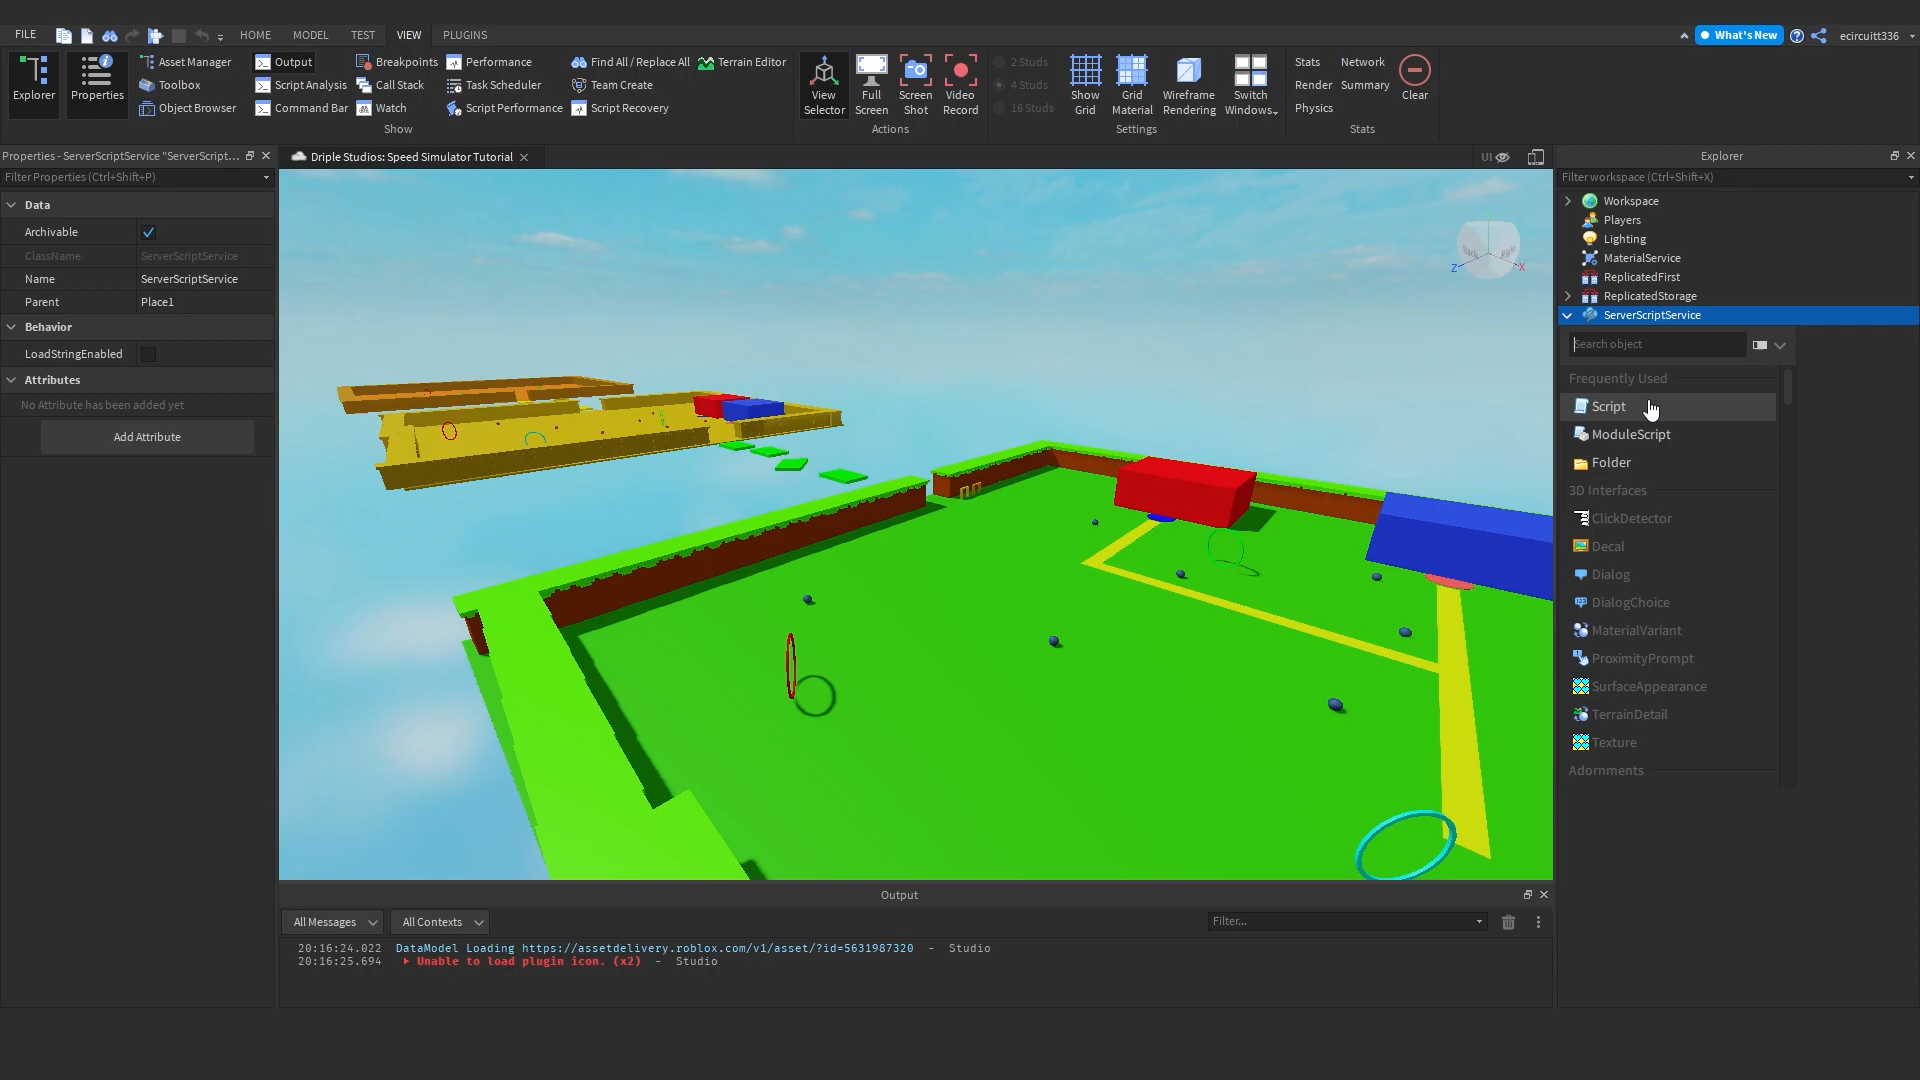 FILE
HOME
MODEL
TEST
VIEW
PLUGINS
What's New
ecircuitt336
Explorer
Properties
Asset Manager
Toolbox
Object Browser
Output
Script Analysis
Command Bar
Breakpoints
Call Stack
Watch
Performance
Task Scheduler
Script Performance
Find All / Replace All
Team Create
Script Recovery
Terrain Editor
Show
View
Selector
Full
Screen
Screen
Shot
Video
Record
Actions
2 Studs
4 Studs
16 Studs
Show
Grid
Grid
Material
Wireframe
Rendering
Switch
Windows
Settings
Stats
Render
Physics
Network
Summary
Clear
Stats
Properties - ServerScriptService "ServerScript...
Filter Properties (Ctrl+Shift+P)
Data
Archivable
ClassName ServerScriptService
Name ServerScriptService
Parent Place1
Behavior
LoadStringEnabled
Attributes
No Attribute has been added yet
Add Attribute
Driple Studios: Speed Simulator Tutorial
UI
Back
Right
Y
Z
X
Output
All Messages
All Contexts
Filter...
20:16:24.022 DataModel Loading https://assetdelivery.roblox.com/v1/asset/?id=5631987320 - Studio
20:16:25.694 Unable to load plugin icon. (x2) - Studio
Explorer
Filter workspace (Ctrl+Shift+X)
Workspace
Players
Lighting
MaterialService
ReplicatedFirst
ReplicatedStorage
ServerScriptService
Search object
Frequently Used
Script
ModuleScript
Folder
3D Interfaces
ClickDetector
Decal
Dialog
DialogChoice
MaterialVariant
ProximityPrompt
SurfaceAppearance
TerrainDetail
Texture
Adornments